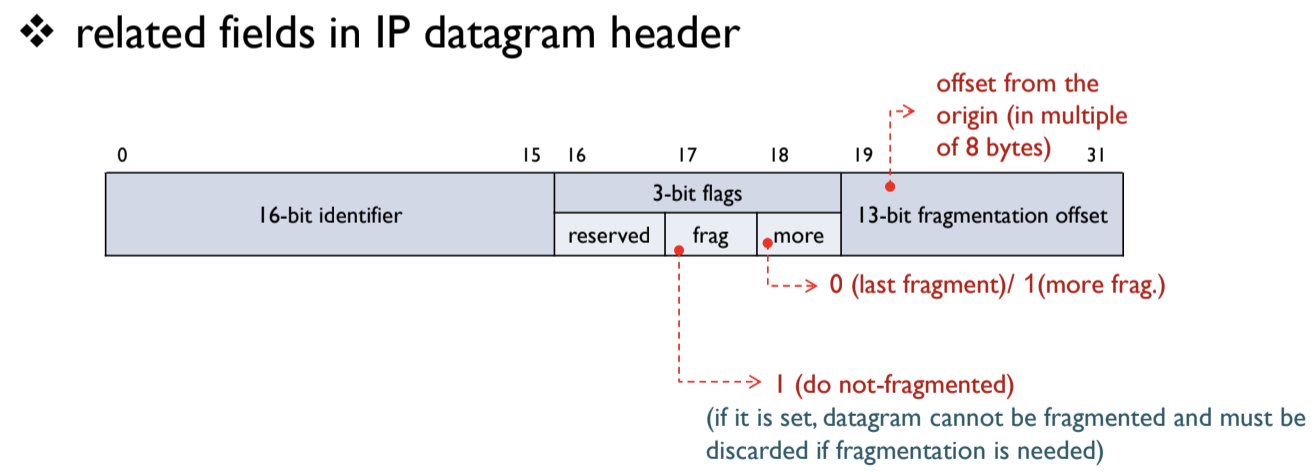 ❖ related fields in IP datagram header
offset from the
origin (in multiple
of 8 bytes)
0 15 16 17 18 19 31
3-bit flags
16-bit identifier
13-bit fragmentation offset
reserved frag more
0 (last fragment)/ 1(more frag.)
1 (do not-fragmented)
(if it is set, datagram cannot be fragmented and must be
discarded if fragmentation is needed)